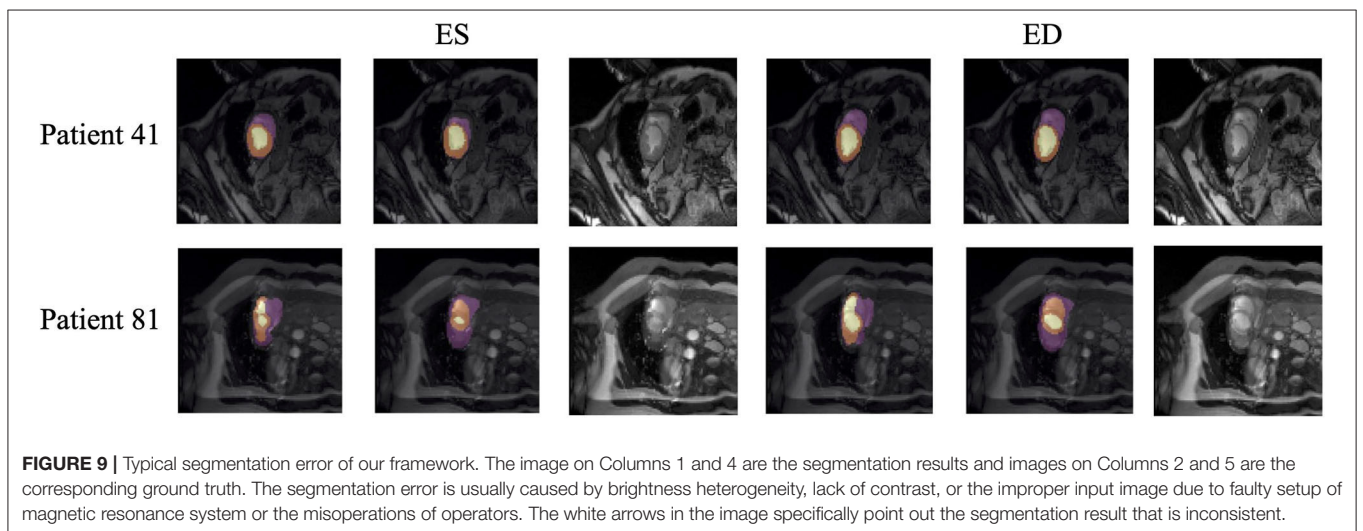 ES ED
Patient 41
Patient 81
FIGURE 9 | Typical segmentation error of our framework. The image on Columns 1 and 4 are the segmentation results and images on Columns 2 and 5 are the
corresponding ground truth. The segmentation error is usually caused by brightness heterogeneity, lack of contrast, or the improper input image due to faulty setup of
magnetic resonance system or the misoperations of operators. The white arrows in the image specifically point out the segmentation result that is inconsistent.